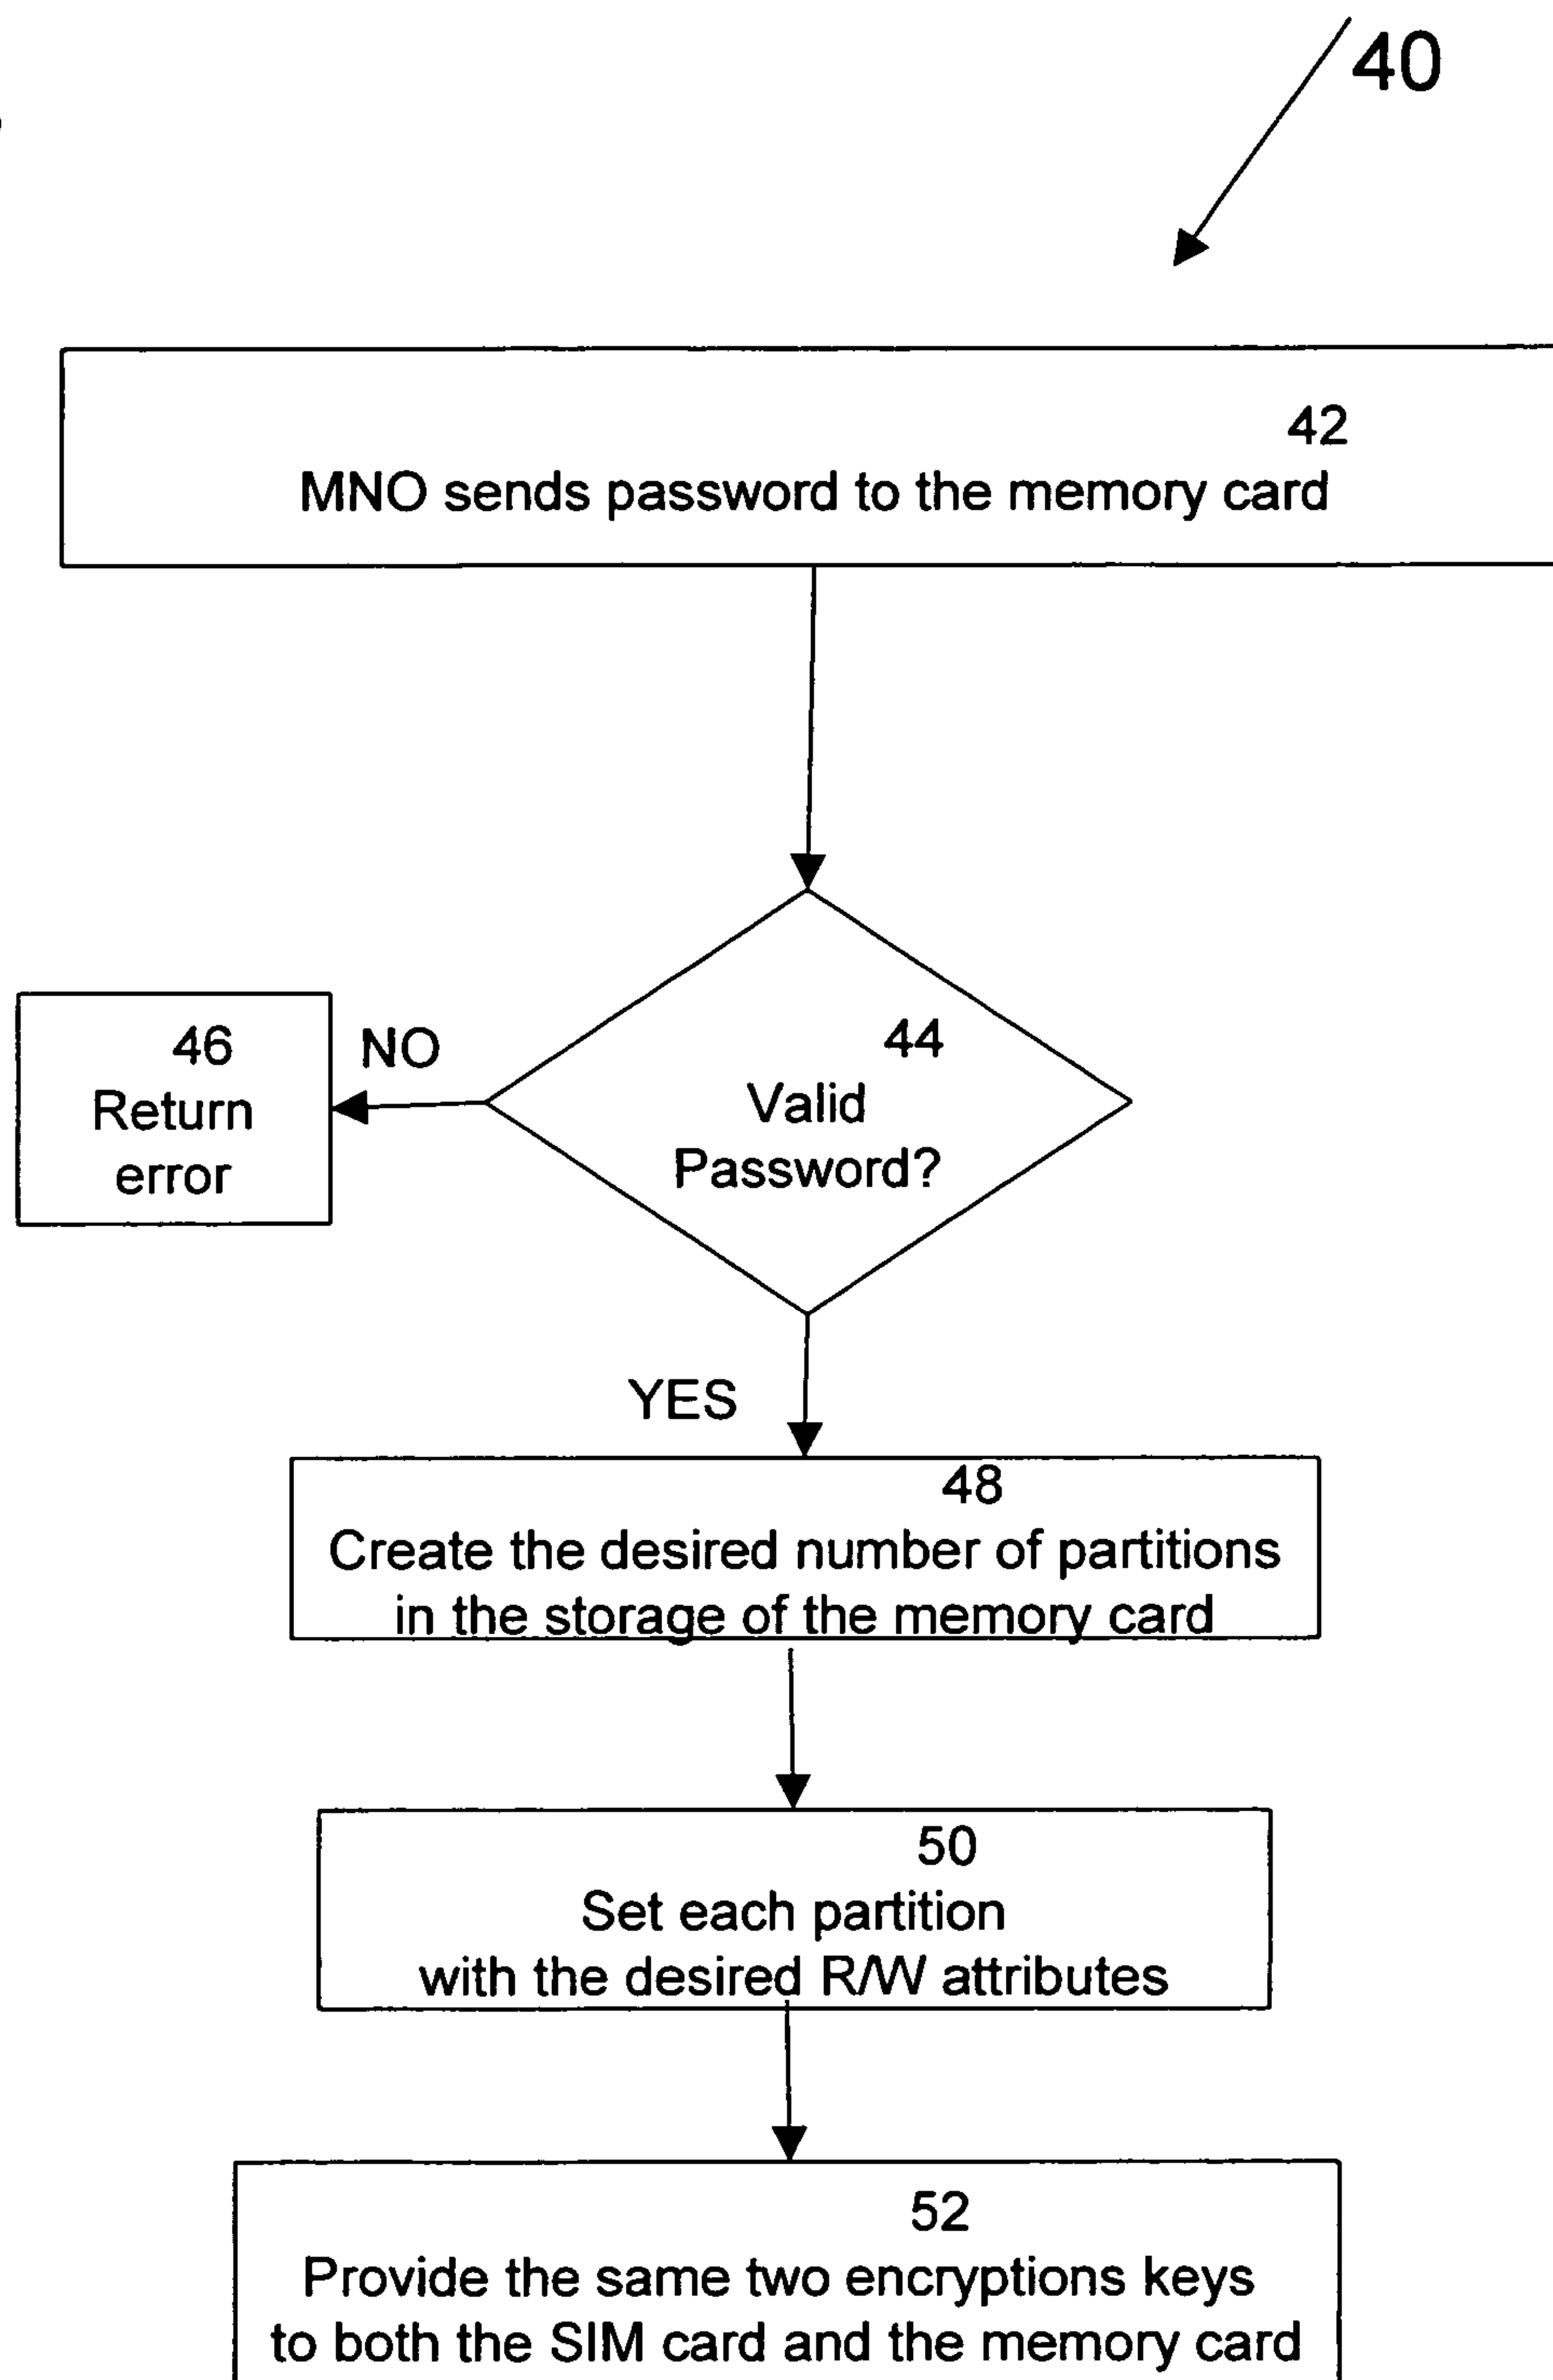 40
42
MNO sends password to the memory card
44
Valid
Password?
NO
46
Return
error
YES
48
Create the desired number of partitions
in the storage of the memory card
50
Set each partition
with the desired R/W attributes
52
Provide the same two encryptions keys
to both the SIM card and the memory card